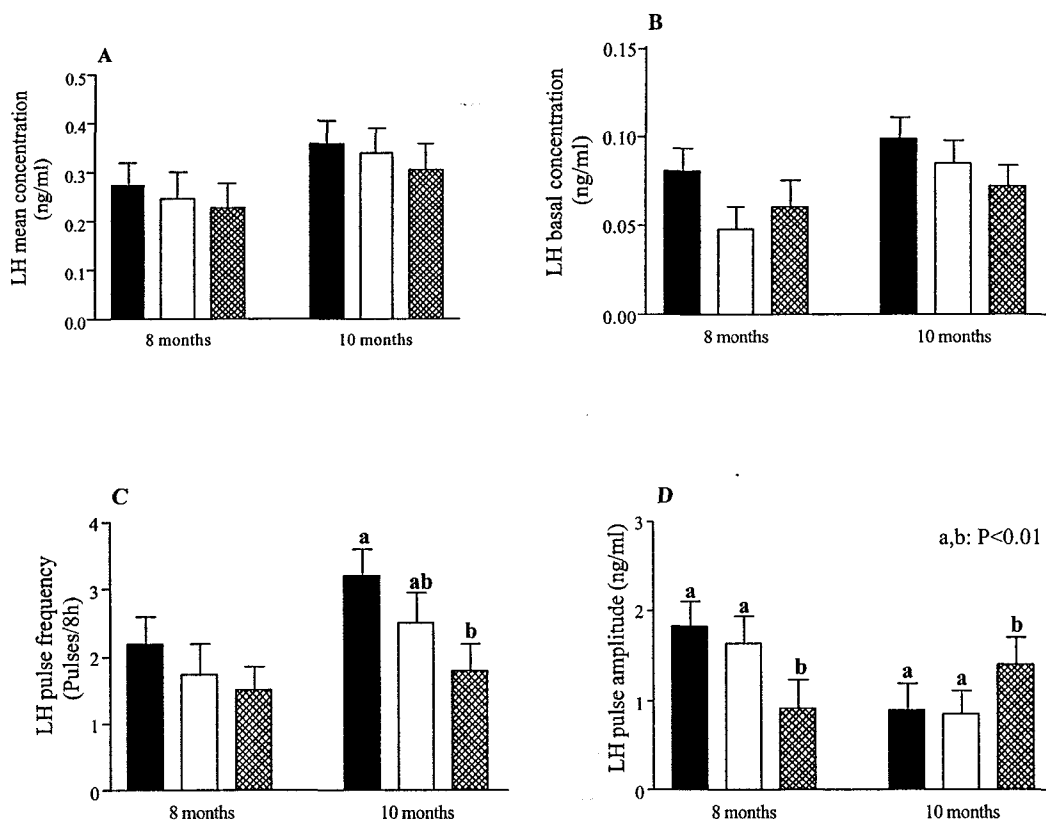 A
LH mean concentration
(ng/ml)
0.5
0.4
0.3
0.2
0.1
0.0
8 months
10 months
B
LH basal concentration
(ng/ml)
0.15
0.10
0.05
0.00
8 months
10 months
C
LH pulse frequency
(Pulses/8h)
4
3
2
1
0
a
ab
b
8 months
10 months
D
LH pulse amplitude (ng/ml)
3
2
1
0
a,b: P<0.01
a
a
b
a
a
b
8 months
10 months